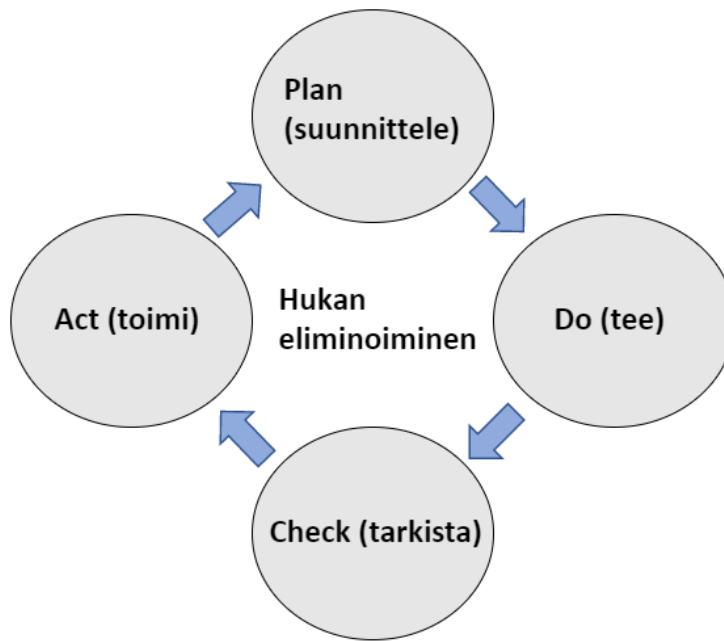 Plan
(suunnittele)
Act (toimi)
Hukan
eliminoiminen
Do (tee)
Check (tarkista)